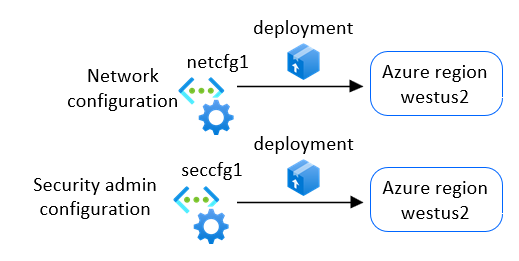 deployment
netcfg1
Network
configuration
Azure region
westus2
deployment
seccfg1
Security admin
configuration
Azure region
westus2